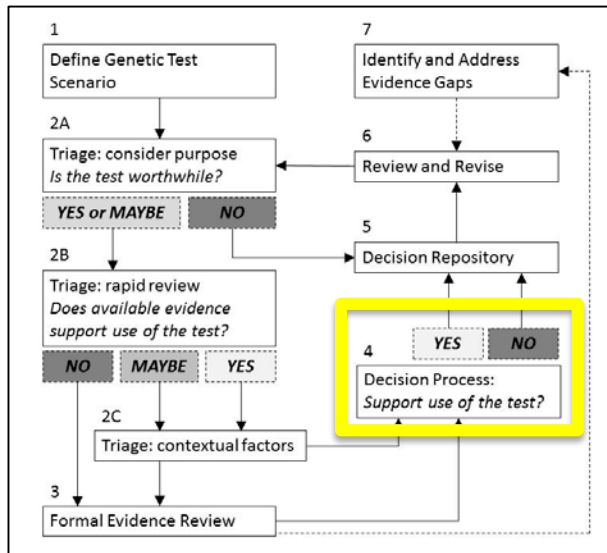 1
Define Genetic Test
Scenario
2A
Triage: consider purpose
Is the test worthwhile?
YES or MAYBE
NO
2B
Triage: rapid review
Does available evidence
support use of the test?
NO
MAYBE
YES
2C
Triage: contextual factors
3
Formal Evidence Review
7
Identify and Address
Evidence Gaps
6
Review and Revise
5
Decision Repository
YES
NO
4
Decision Process:
Support use of the test?